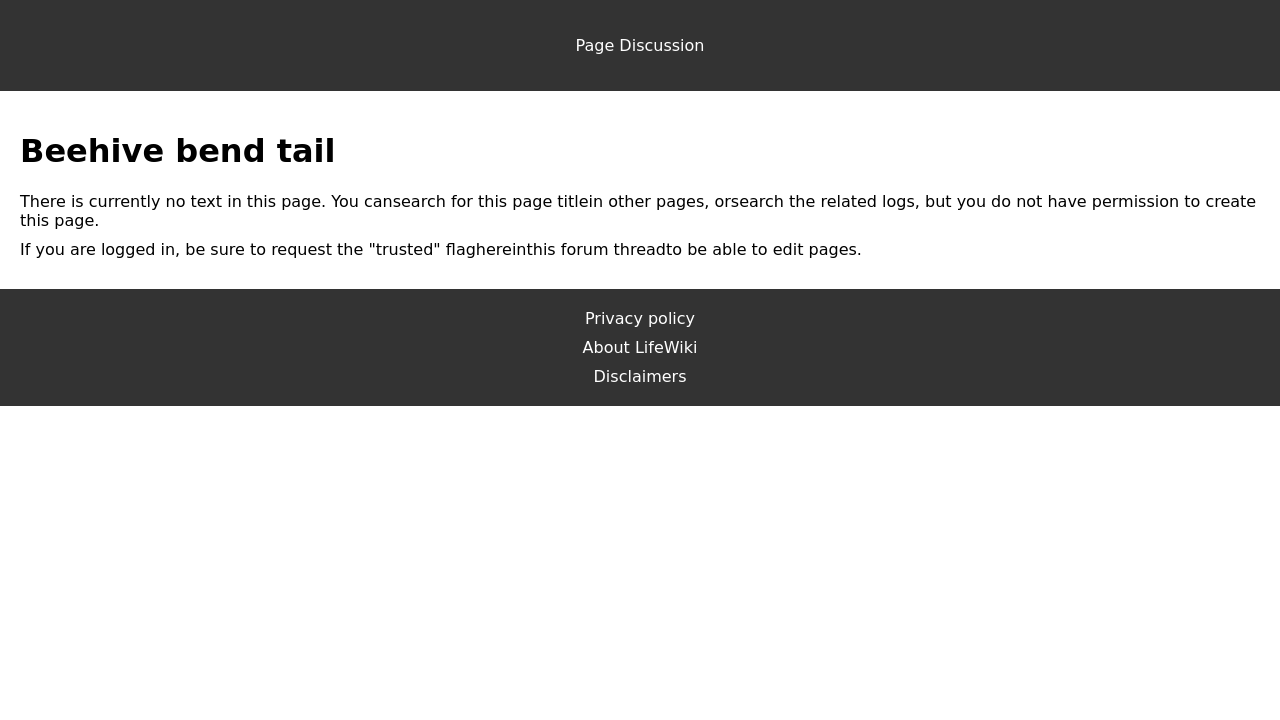 Page Discussion
Beehive bend tail
There is currently no text in this page. You cansearch for this page titlein other pages, orsearch the related logs, but you do not have permission to create
this page.
If you are logged in, be sure to request the "trusted" flaghereinthis forum threadto be able to edit pages.
Privacy policy
About LifeWiki
Disclaimers